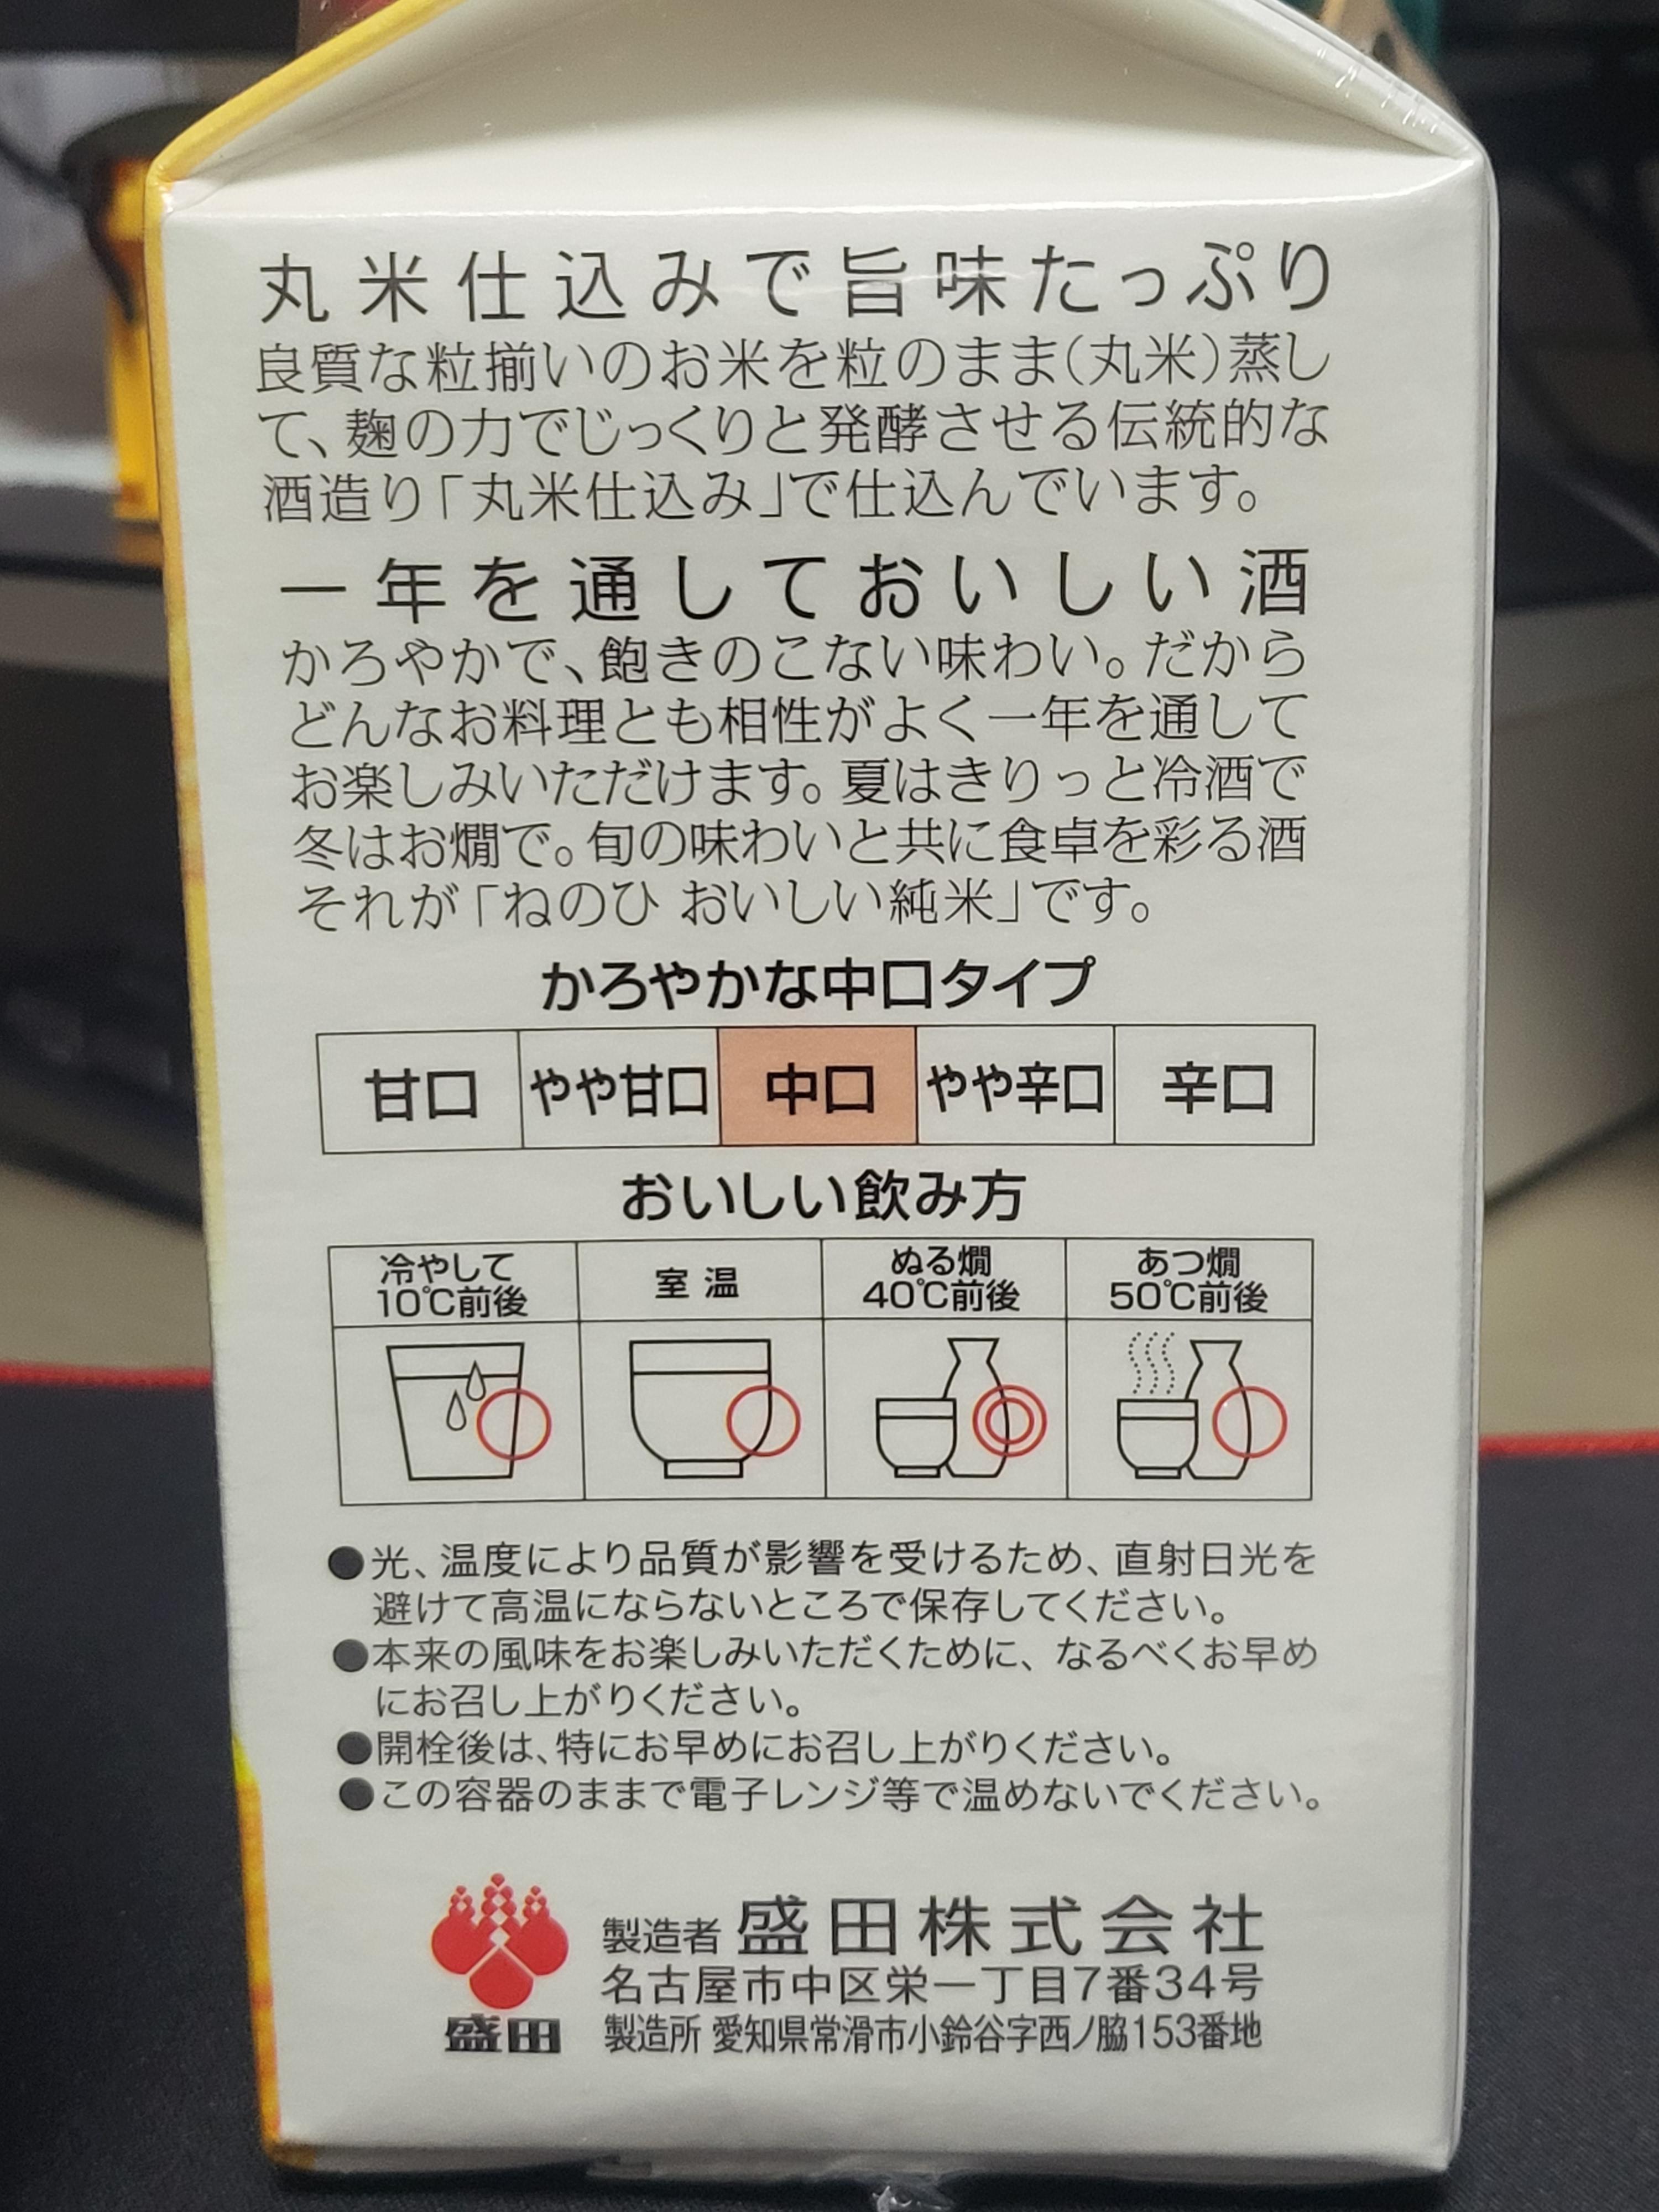 丸米仕込みで旨味たっぷり
良質な粒揃いのお米を粒のまま(丸米)蒸し
て、麹の力でじっくりと発酵させる伝統的な
酒造り「丸米仕込み」で仕込んでいます。
一年を通しておいしい酒
かろやかで、飽きのこない味わい。だから
どんなお料理とも相性がよく一年を通して
お楽しみいただけます。夏はきりっと冷酒で
冬はお燗で。旬の味わいと共に食卓を彩る酒
それが「ねのひ おいしい純米」です。
かろやかな中口タイプ
甘口 やや甘口 中口 やや辛口 辛口
おいしい飲み方
冷やして
10℃前後
室温
ぬる燗
40℃前後
あつ燗
50℃前後
●光、温度により品質が影響を受けるため、直射日光を
避けて高温にならないところで保存してください。
●本来の風味をお楽しみいただくために、なるべくお早め
にお召し上がりください。
●開栓後は、特にお早めにお召し上がりください。
●この容器のままで電子レンジ等で温めないでください。
盛田
製造者 盛田株式会社
名古屋市中区栄一丁目7番34号
製造所 愛知県常滑市小鈴谷字西ノ脇153番地